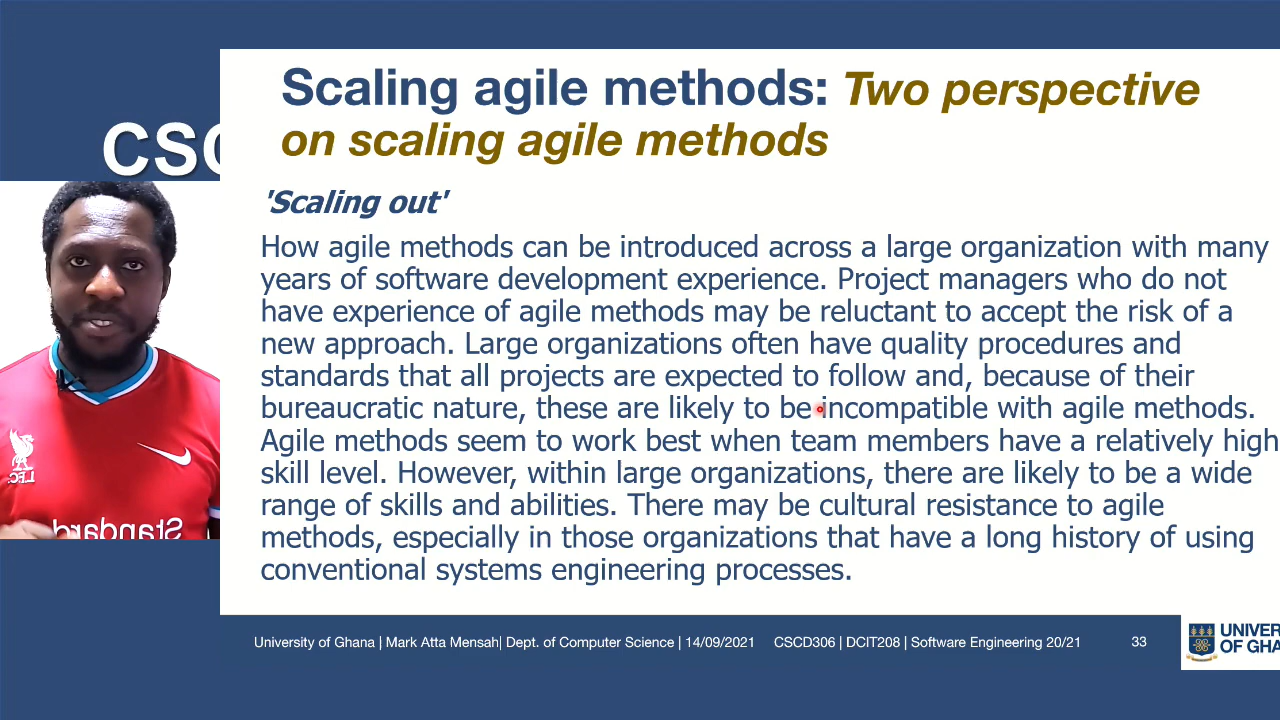 Scaling agile methods: Two perspective
on scaling agile methods
CSC
'Scaling out'
How agile methods can be introduced across a large organization with many
years of software development experience. Project managers who do not
have experience of agile methods may be reluctant to accept the risk of a
new approach. Large organizations often have quality procedures and
standards that all projects are expected to follow and, because of their
bureaucratic nature, these are likely to be incompatible with agile methods.
Agile methods seem to work best when team members have a relatively high
skill level. However, within large organizations, there are likely to be a wide
range of skills and abilities. There may be cultural resistance to agile
methods, especially in those organizations that have a long history of using
conventional systems engineering processes.
L.F.C.
Standard
University of Ghana | Mark Atta Mensah| Dept. of Computer Science | 14/09/2021 CSCD306 | DCIT208 | Software Engineering 20/21 33
UNIVER
OF GHA